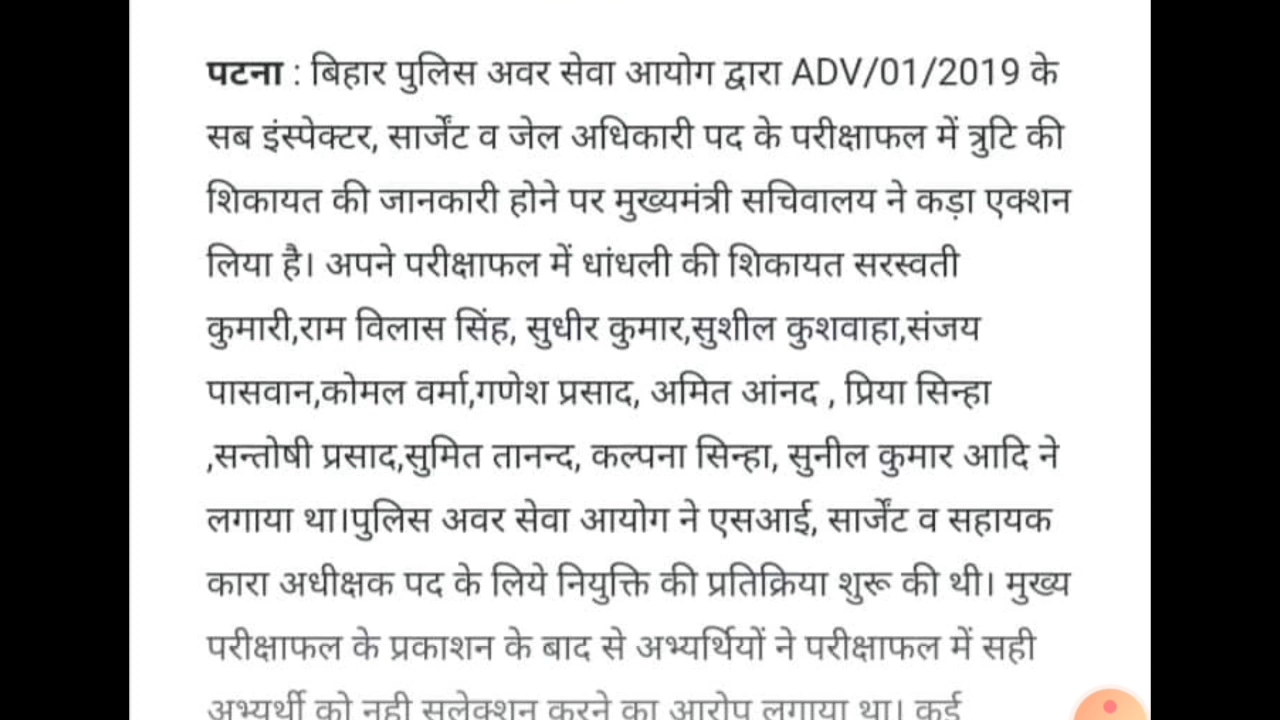 पटना : बिहार पुलिस अवर सेवा आयोग द्वारा ADV/01/2019 के
सब इंस्पेक्टर, सार्जेंट व जेल अधिकारी पद के परीक्षाफल में त्रुटि की
शिकायत की जानकारी होने पर मुख्यमंत्री सचिवालय ने कड़ा एक्शन
लिया है। अपने परीक्षाफल में धांधली की शिकायत सरस्वती
कुमारी,राम विलास सिंह, सुधीर कुमार,सुशील कुशवाहा,संजय
पासवान,कोमल वर्मा,गणेश प्रसाद, अमित आंनद , प्रिया सिन्हा
,सन्तोषी प्रसाद,सुमित तानन्द, कल्पना सिन्हा, सुनील कुमार आदि ने
लगाया था।पुलिस अवर सेवा आयोग ने एसआई, सार्जेंट व सहायक
कारा अधीक्षक पद के लिये नियुक्ति की प्रतिक्रिया शुरू की थी। मुख्य
परीक्षाफल के प्रकाशन के बाद से अभ्यर्थियों ने परीक्षाफल में सही
अभ्यर्थी को नही सलेक्शन करने का आरोप लगाया था। कई